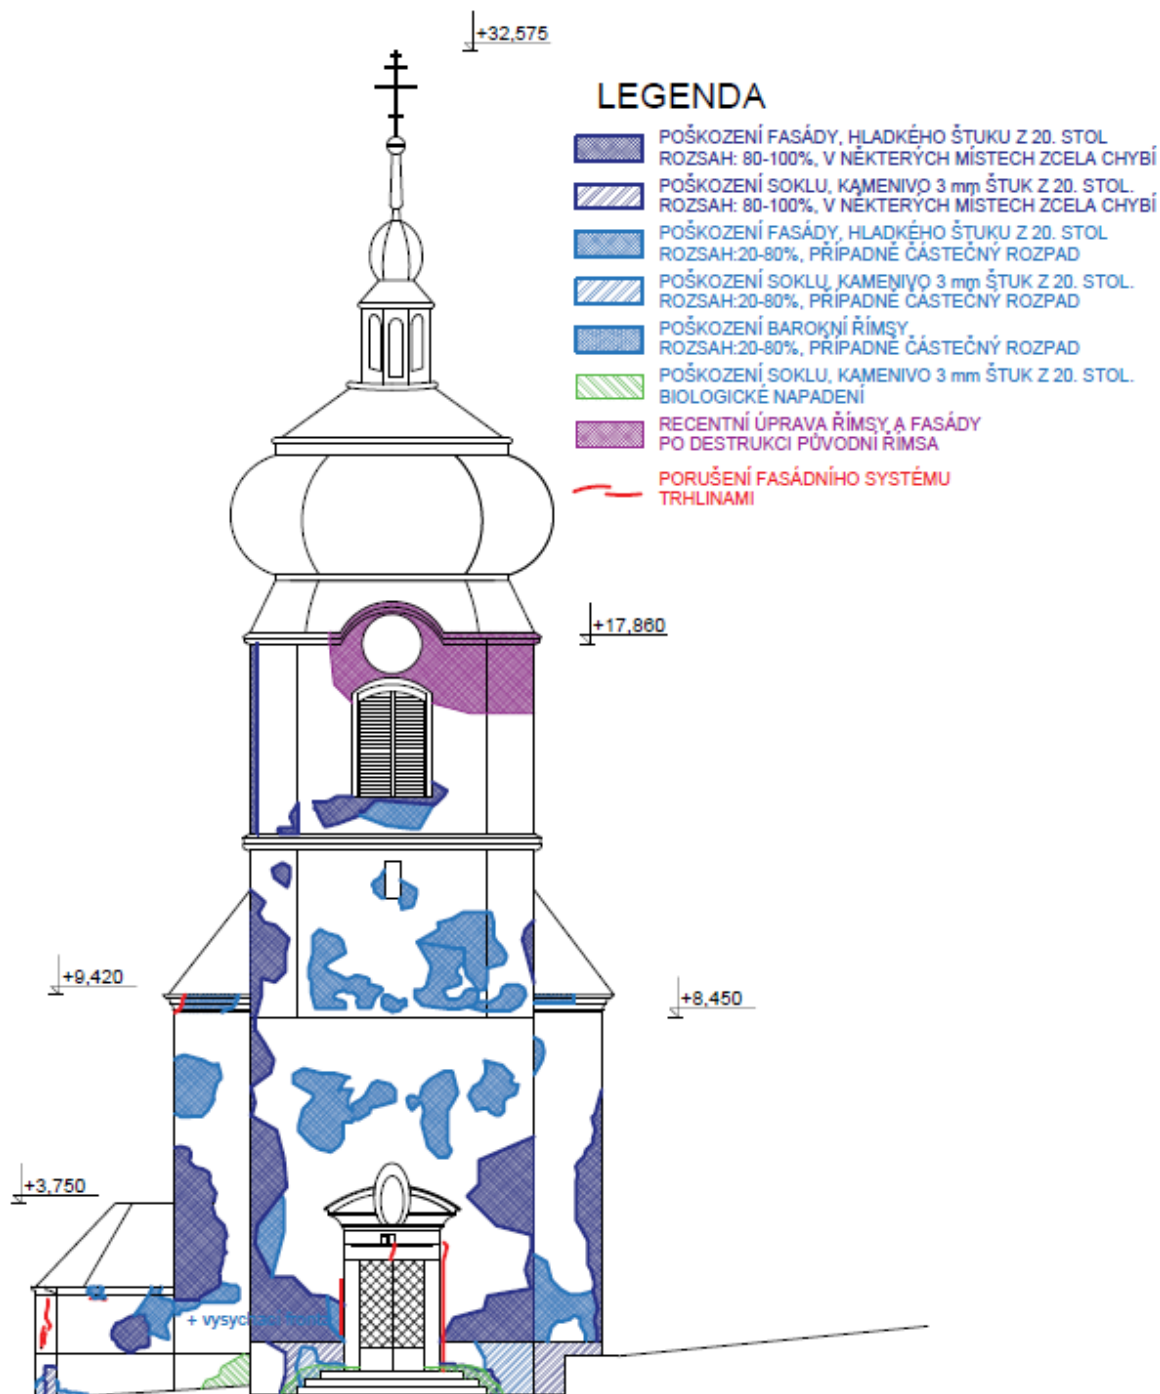 +32,575
LEGENDA
POŠKOZENÍ FASÁDY, HLADKÉHO ŠTUKU Z 20. STOL
ROZSAH: 80-100%, V NĚKTERÝCH MÍSTECH ZCELA CHYBÍ
POŠKOZENÍ SOKLU, KAMENIVO 3 mm ŠTUK Z 20. STOL.
ROZSAH: 80-100%, V NĚKTERÝCH MÍSTECH ZCELA CHYBÍ
POŠKOZENÍ FASÁDY, HLADKÉHO ŠTUKU Z 20. STOL
ROZSAH:20-80%, PŘÍPADNĚ ČÁSTEČNÝ ROZPAD
POŠKOZENÍ SOKLU, KAMENIVO 3 mm ŠTUK Z 20. STOL.
ROZSAH:20-80%, PŘÍPADNĚ ČÁSTEČNÝ ROZPAD
POŠKOZENÍ BAROKNÍ ŘÍMSY
ROZSAH:20-80%, PŘÍPADNĚ ČÁSTEČNÝ ROZPAD
POŠKOZENÍ SOKLU, KAMENIVO 3 mm ŠTUK Z 20. STOL.
BIOLOGICKÉ NAPADENÍ
RECENTNÍ ÚPRAVA ŘÍMSY A FASÁDY
PO DESTRUKCI PŮVODNÍ ŘÍMSA
PORUŠENÍ FASÁDNÍHO SYSTÉMU
TRHLINAMI
+17,860
+9,420
+8,450
+3,750
+ vysychací